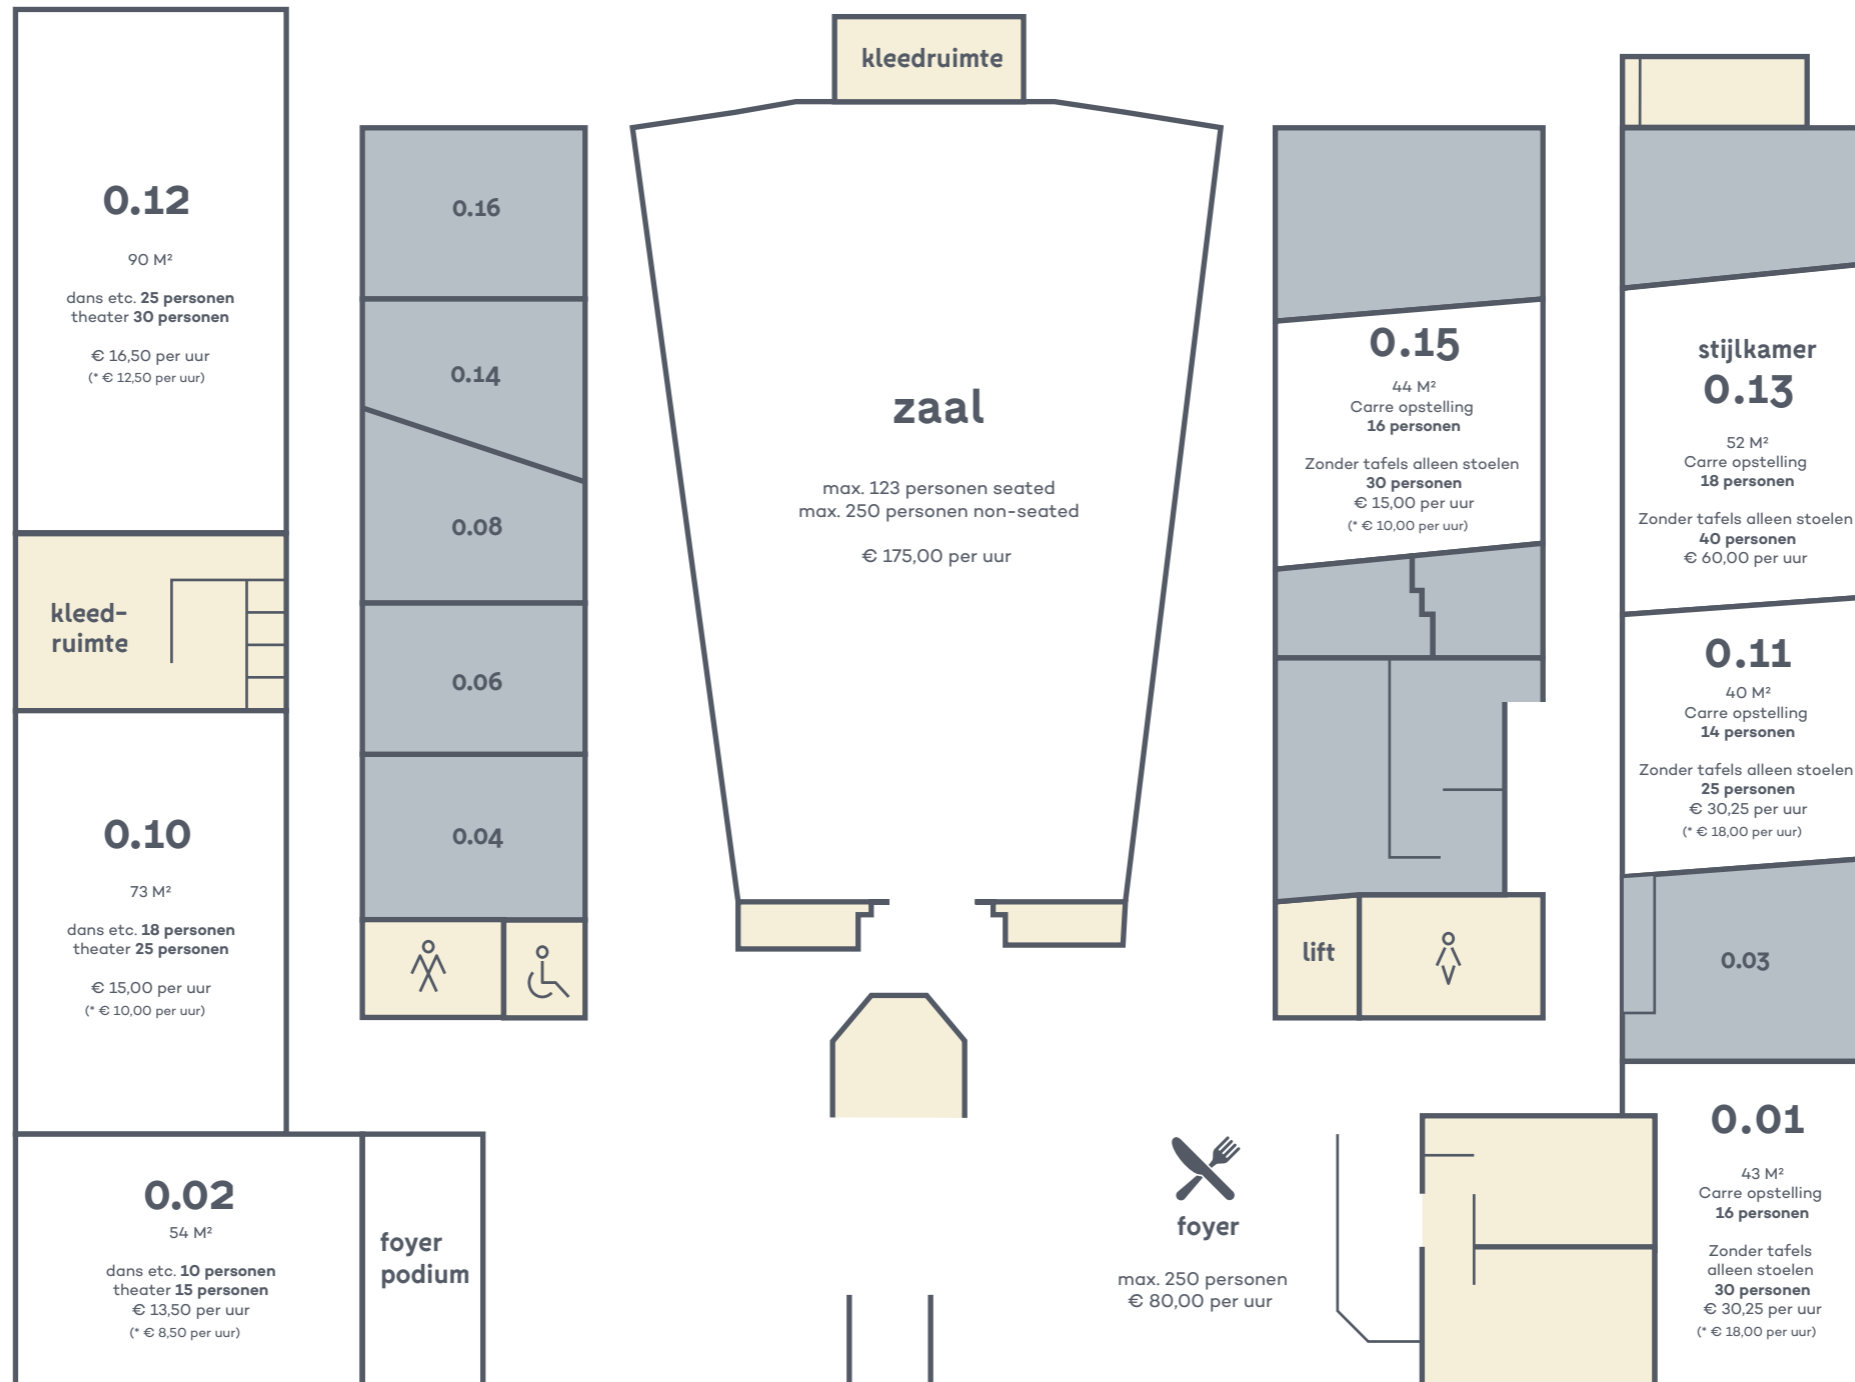 kleedruimte
0.12
90 M²
dans etc. 25 personen
theater 30 personen
€ 16,50 per uur
(* € 12,50 per uur)
kleed-
ruimte
0.10
73 M²
dans etc. 18 personen
theater 25 personen
€ 15,00 per uur
(* € 10,00 per uur)
0.02
54 M²
dans etc. 10 personen
theater 15 personen
€ 13,50 per uur
(* € 8,50 per uur)
foyer
podium
0.16
0.14
0.08
0.06
0.04
zaal
max. 123 personen seated
max. 250 personen non-seated
€ 175,00 per uur
0.15
44 M²
Carre opstelling
16 personen
Zonder tafels alleen stoelen
30 personen
€ 15,00 per uur
(* € 10,00 per uur)
lift
foyer
max. 250 personen
€ 80,00 per uur
stijlkamer
0.13
52 M²
Carre opstelling
18 personen
Zonder tafels alleen stoelen
40 personen
€ 60,00 per uur
0.11
40 M²
Carre opstelling
14 personen
Zonder tafels alleen stoelen
25 personen
€ 30,25 per uur
(* € 18,00 per uur)
0.03
0.01
43 M²
Carre opstelling
16 personen
Zonder tafels
alleen stoelen
30 personen
€ 30,25 per uur
(* € 18,00 per uur)